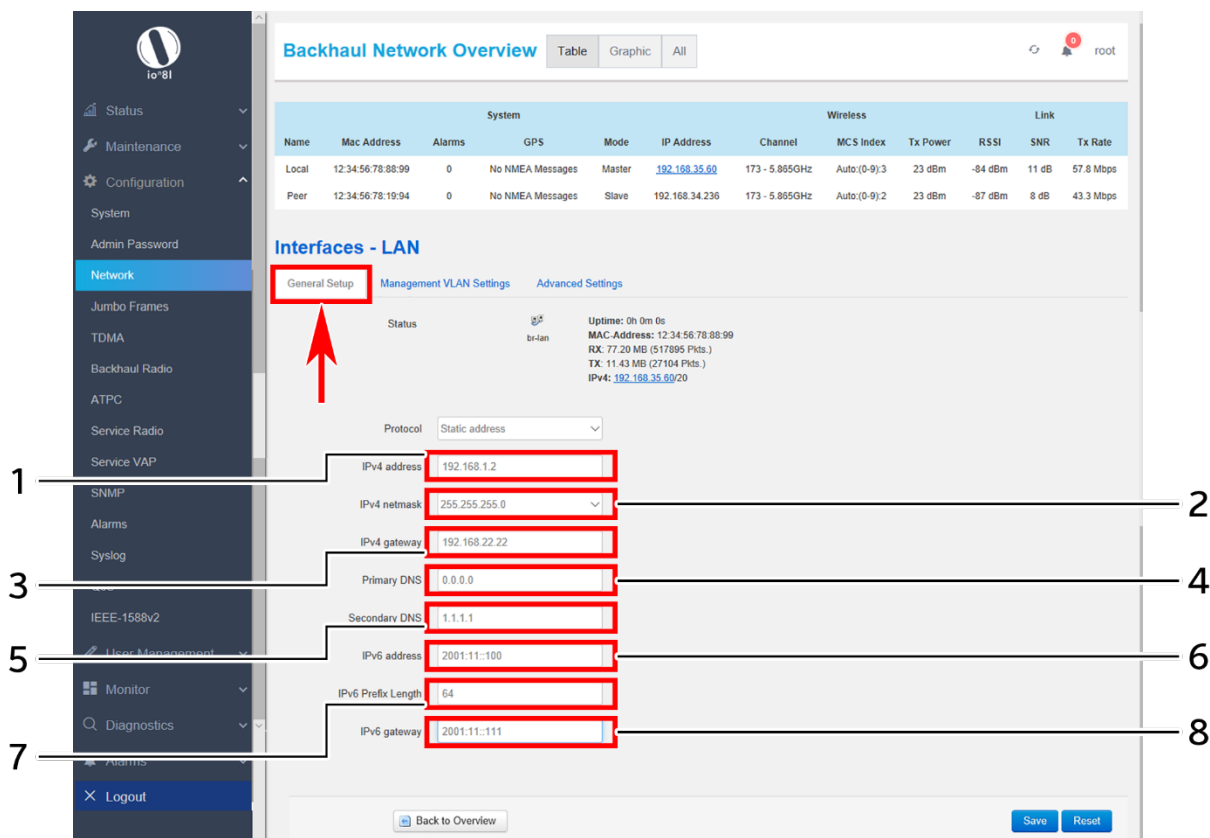 io°8I
Status
Maintenance
Configuration
System
Admin Password
Network
Jumbo Frames
TDMA
Backhaul Radio
ATPC
Service Radio
Service VAP
SNMP
Alarms
Syslog
IEEE-1588v2
User Management
Monitor
Diagnostics
Alarms
Logout
Backhaul Network Overview Table Graphic All 0 root
System Wireless Link
Name Mac Address Alarms GPS Mode IP Address Channel MCS Index Tx Power RSSI SNR Tx Rate
Local 12:34:56:78:88:99 0 No NMEA Messages Master 192.168.35.60 173 - 5.865GHz Auto:(0-9):3 23 dBm -84 dBm 11 dB 57.8 Mbps
Peer 12:34:56:78:19:94 0 No NMEA Messages Slave 192.168.34.236 173 - 5.865GHz Auto:(0-9):2 23 dBm -87 dBm 8 dB 43.3 Mbps
Interfaces - LAN
General Setup Management VLAN Settings Advanced Settings
Status
br-lan
Uptime: 0h 0m 0s
MAC-Address: 12:34:56:78:88:99
RX: 77.20 MB (517895 Pkts.)
TX: 11.43 MB (27104 Pkts.)
IPv4: 192.168.35.60/20
Protocol Static address
1 IPv4 address 192.168.1.2
IPv4 netmask 255.255.255.0 2
3 IPv4 gateway 192.168.22.22
Primary DNS 0.0.0.0 4
5 Secondary DNS 1.1.1.1
IPv6 address 2001:11::100 6
7 IPv6 Prefix Length 64
IPv6 gateway 2001:11::111 8
Back to Overview Save Reset